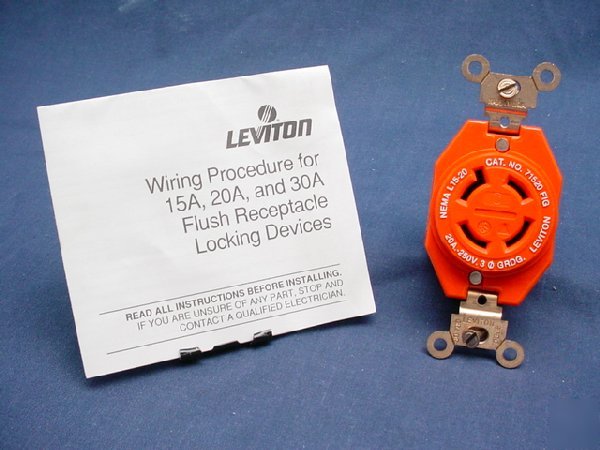 LEVITON
Wiring Procedure for
15A, 20A, and 30A
Flush Receptacle
Locking Devices
READ ALL INSTRUCTIONS BEFORE INSTALLING.
IF YOU ARE UNSURE OF ANY PART, STOP AND
CONTACT A QUALIFIED ELECTRICIAN.
NEMA L15-20
CAT. NO. 71520 FIG
20A.-250V. 3 Ø GRDG.
LEVITON
LEVITON